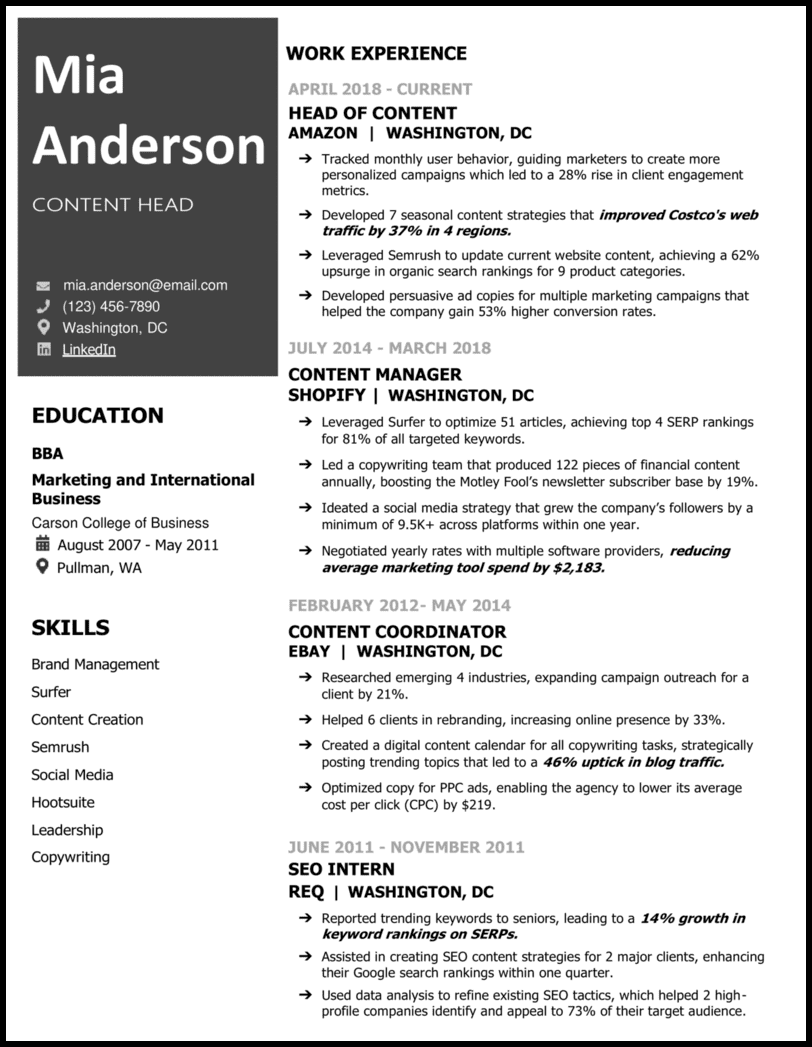 Mia
Anderson
CONTENT HEAD
mia.anderson@email.com
(123) 456-7890
Washington, DC
LinkedIn
EDUCATION
BBA
Marketing and International
Business
Carson College of Business
August 2007 - May 2011
Pullman, WA
SKILLS
Brand Management
Surfer
Content Creation
Semrush
Social Media
Hootsuite
Leadership
Copywriting
WORK EXPERIENCE
APRIL 2018 - CURRENT
HEAD OF CONTENT
AMAZON | WASHINGTON, DC
➔ Tracked monthly user behavior, guiding marketers to create more
personalized campaigns which led to a 28% rise in client engagement
metrics.
➔ Developed 7 seasonal content strategies that improved Costco's web
traffic by 37% in 4 regions.
➔ Leveraged Semrush to update current website content, achieving a 62%
upsurge in organic search rankings for 9 product categories.
➔ Developed persuasive ad copies for multiple marketing campaigns that
helped the company gain 53% higher conversion rates.
JULY 2014 - MARCH 2018
CONTENT MANAGER
SHOPIFY | WASHINGTON, DC
➔ Leveraged Surfer to optimize 51 articles, achieving top 4 SERP rankings
for 81% of all targeted keywords.
➔ Led a copywriting team that produced 122 pieces of financial content
annually, boosting the Motley Fool's newsletter subscriber base by 19%.
➔ Ideated a social media strategy that grew the company's followers by a
minimum of 9.5K+ across platforms within one year.
➔ Negotiated yearly rates with multiple software providers, reducing
average marketing tool spend by $2,183.
FEBRUARY 2012- MAY 2014
CONTENT COORDINATOR
EBAY | WASHINGTON, DC
➔ Researched emerging 4 industries, expanding campaign outreach for a
client by 21%.
➔ Helped 6 clients in rebranding, increasing online presence by 33%.
➔ Created a digital content calendar for all copywriting tasks, strategically
posting trending topics that led to a 46% uptick in blog traffic.
➔ Optimized copy for PPC ads, enabling the agency to lower its average
cost per click (CPC) by $219.
JUNE 2011 - NOVEMBER 2011
SEO INTERN
REQ | WASHINGTON, DC
➔ Reported trending keywords to seniors, leading to a 14% growth in
keyword rankings on SERPs.
➔ Assisted in creating SEO content strategies for 2 major clients, enhancing
their Google search rankings within one quarter.
➔ Used data analysis to refine existing SEO tactics, which helped 2 high-
profile companies identify and appeal to 73% of their target audience.